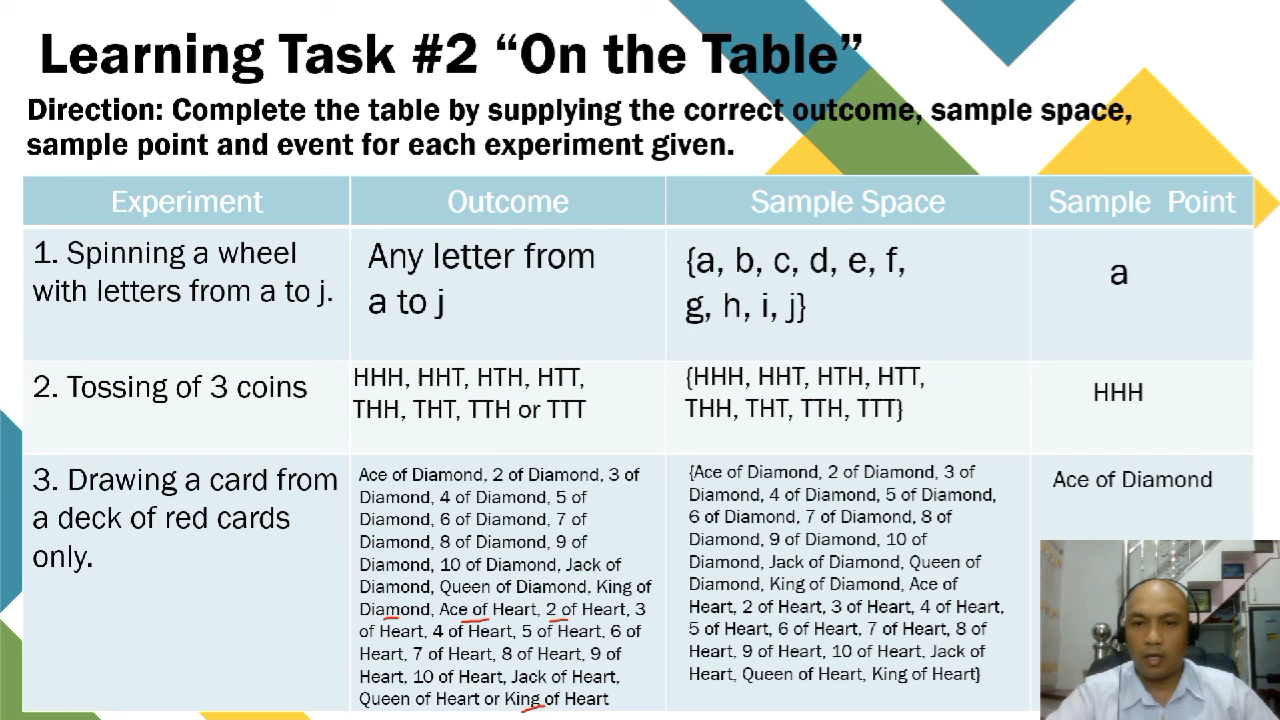 Learning Task #2 “On the Table”
Direction: Complete the table by supplying the correct outcome, sample space,
sample point and event for each experiment given.
Experiment
Outcome
Sample Space
Sample Point
1. Spinning a wheel
with letters from a to j.
Any letter from
a to j
{a, b, c, d, e, f,
g, h, i, j}
a
2. Tossing of 3 coins
HHH, HHT, HTH, HTT,
THH, THT, TTH or TTT
{HHH, HHT, HTH, HTT,
THH, THT, TTH, TTT}
HHH
3. Drawing a card from
a deck of red cards
only.
Ace of Diamond, 2 of Diamond, 3 of
Diamond, 4 of Diamond, 5 of
Diamond, 6 of Diamond, 7 of
Diamond, 8 of Diamond, 9 of
Diamond, 10 of Diamond, Jack of
Diamond, Queen of Diamond, King of
Diamond, Ace of Heart, 2 of Heart, 3
of Heart, 4 of Heart, 5 of Heart, 6 of
Heart, 7 of Heart, 8 of Heart, 9 of
Heart, 10 of Heart, Jack of Heart,
Queen of Heart or King of Heart
{Ace of Diamond, 2 of Diamond, 3 of
Diamond, 4 of Diamond, 5 of Diamond,
6 of Diamond, 7 of Diamond, 8 of
Diamond, 9 of Diamond, 10 of
Diamond, Jack of Diamond, Queen of
Diamond, King of Diamond, Ace of
Heart, 2 of Heart, 3 of Heart, 4 of Heart,
5 of Heart, 6 of Heart, 7 of Heart, 8 of
Heart, 9 of Heart, 10 of Heart, Jack of
Heart, Queen of Heart, King of Heart}
Ace of Diamond